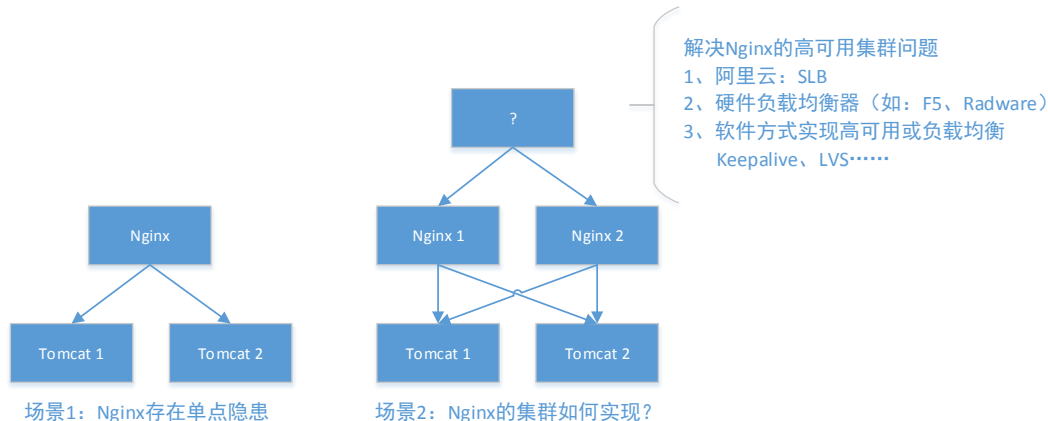 解决Nginx的高可用集群问题
1、阿里云：SLB
2、硬件负载均衡器（如：F5、Radware）
3、软件方式实现高可用或负载均衡
Keepalive、LVS……
?
Nginx
Nginx 1
Nginx 2
Tomcat 1
Tomcat 2
Tomcat 1
Tomcat 2
场景1：Nginx存在单点隐患
场景2：Nginx的集群如何实现？